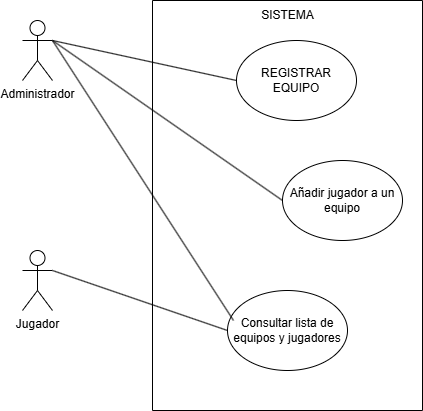 SISTEMA
REGISTRAR
EQUIPO
Administrador
Añadir jugador a un
equipo
Jugador
Consultar lista de
equipos y jugadores